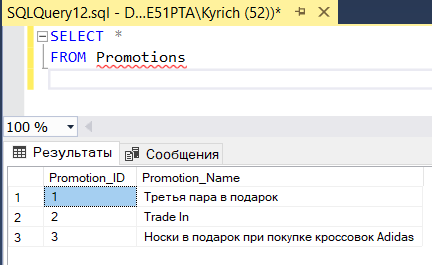 SQLQuery12.sql - D...E51PTA\Kyrich (52))*
SELECT *
FROM Promotions
100 %
Результаты Сообщения
Promotion_ID Promotion_Name
1 1 Третья пара в подарок
2 2 Trade In
3 3 Носки в подарок при покупке кроссовок Adidas